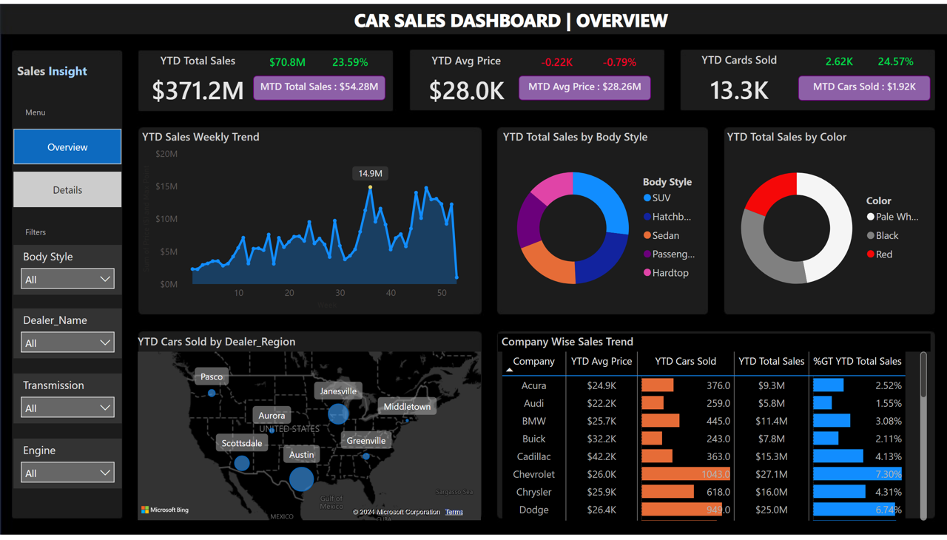 CAR SALES DASHBOARD | OVERVIEW
Sales Insight
Menu
Overview
Details
Filters
Body Style
All
Dealer_Name
All
Transmission
All
Engine
All
YTD Total Sales
$70.8M 23.59%
$371.2M
MTD Total Sales : $54.28M
YTD Avg Price
-0.22K -0.79%
$28.0K
MTD Avg Price : $28.26M
YTD Cards Sold
2.62K 24.57%
13.3K
MTD Cars Sold : $1.92K
YTD Sales Weekly Trend
$20M
$15M
$10M
$5M
$0M
14.9M
10 20 30 40 50
YTD Total Sales by Body Style
Body Style
SUV
Hatchb...
Sedan
Passeng...
Hardtop
YTD Total Sales by Color
Color
Pale Wh...
Black
Red
YTD Cars Sold by Dealer_Region
Pasco
Janesville
Middletown
Aurora
UNITED STATES
Scottsdale
Greenville
Austin
Gulf of
Mexico
Sargasso Sea
MEXICO
Microsoft Bing
© 2024 Microsoft Corporation Terms
Company Wise Sales Trend
Company YTD Avg Price YTD Cars Sold YTD Total Sales %GT YTD Total Sales
Acura $24.9K 376.0 $9.3M 2.52%
Audi $22.2K 259.0 $5.8M 1.55%
BMW $25.7K 445.0 $11.4M 3.08%
Buick $32.2K 243.0 $7.8M 2.11%
Cadillac $42.2K 363.0 $15.3M 4.13%
Chevrolet $26.0K 1043.0 $27.1M 7.30%
Chrysler $25.9K 618.0 $16.0M 4.31%
Dodge $26.4K 949.0 $25.0M 6.74%